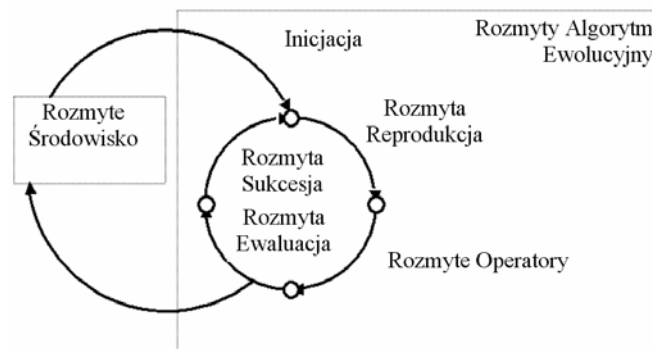 Inicjacja
Rozmyty Algorytm
Ewolucyjny
Rozmyte
Środowisko
Rozmyta
Reprodukcja
Rozmyta
Sukcesja
Rozmyta
Ewaluacja
Rozmyte Operatory